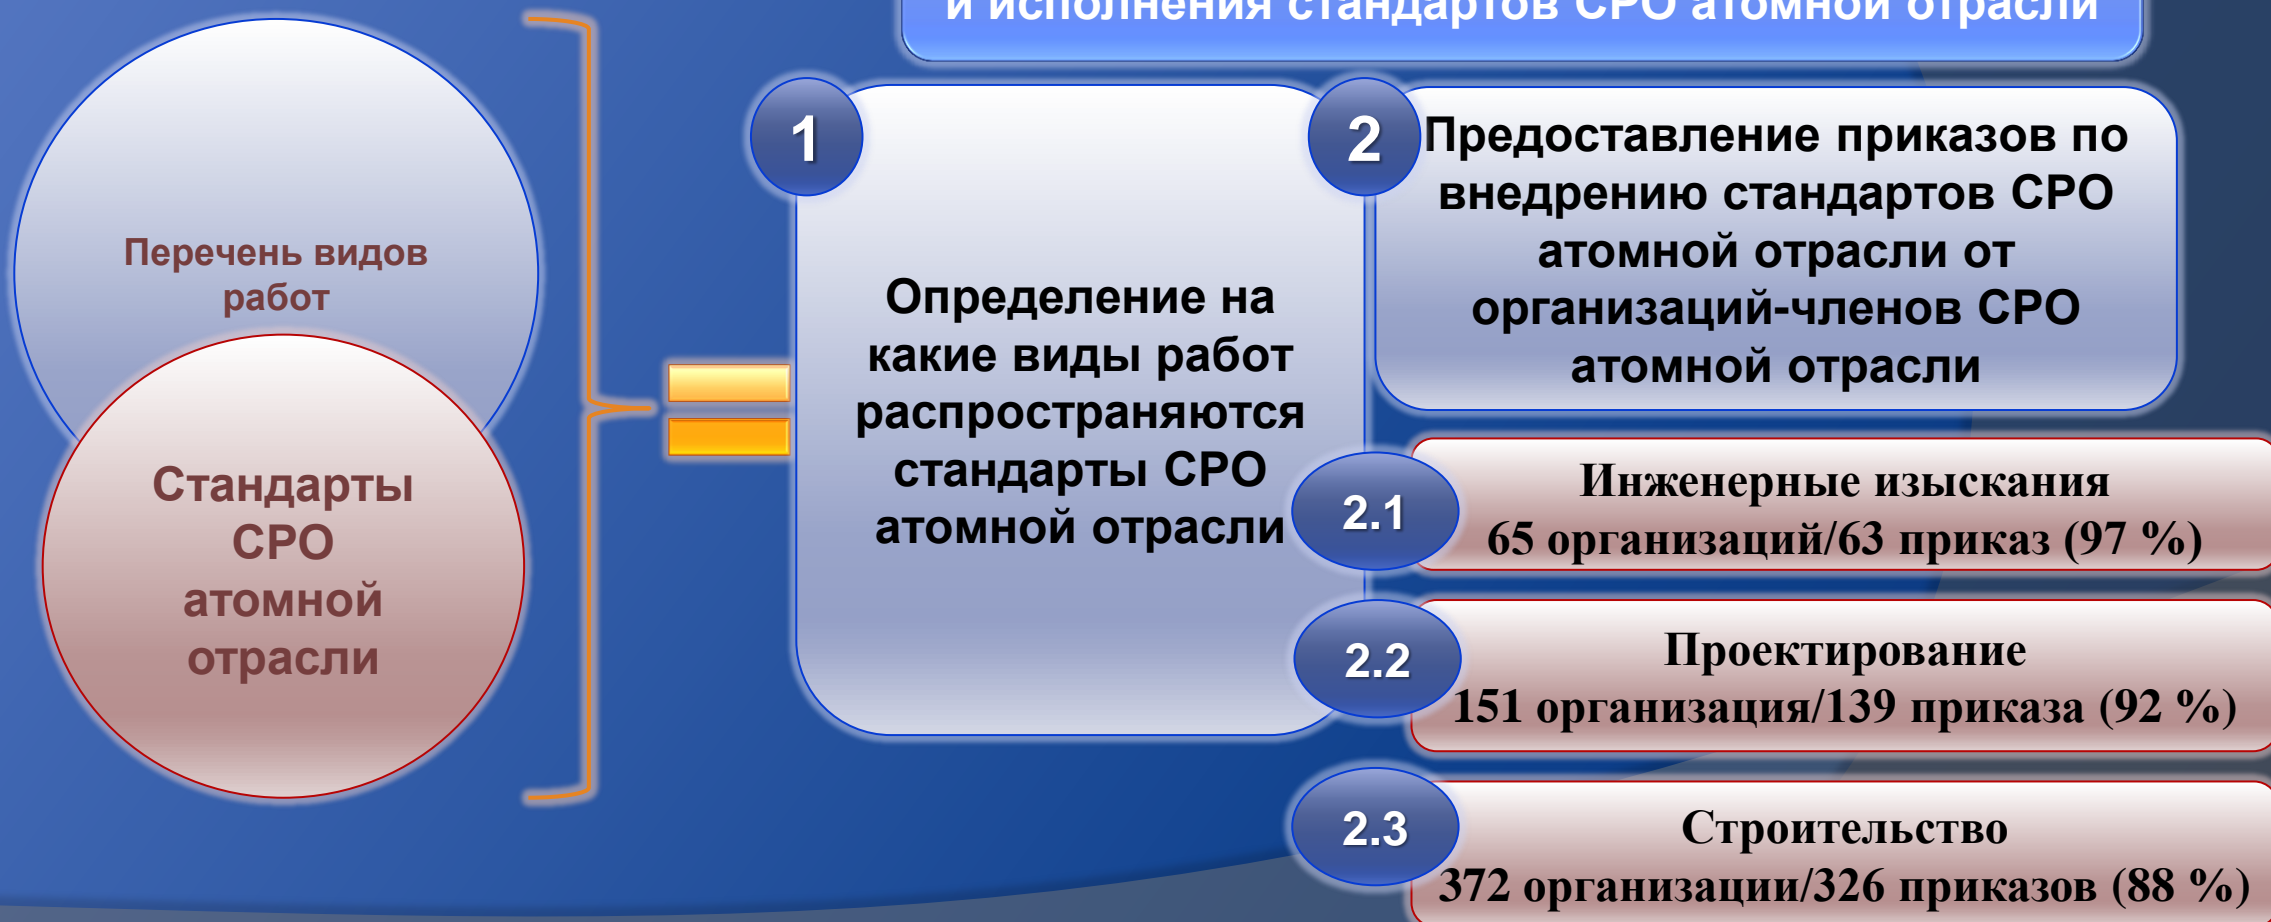 и исполнения стандартов СРО атомной отрасли
Перечень видов
работ
Стандарты
СРО
атомной
отрасли
1
Определение на
какие виды работ
распространяются
стандарты СРО
атомной отрасли
2
Предоставление приказов по
внедрению стандартов СРО
атомной отрасли от
организаций-членов СРО
атомной отрасли
2.1
Инженерные изыскания
65 организаций/63 приказ (97 %)
2.2
Проектирование
151 организация/139 приказа (92 %)
2.3
Строительство
372 организации/326 приказов (88 %)